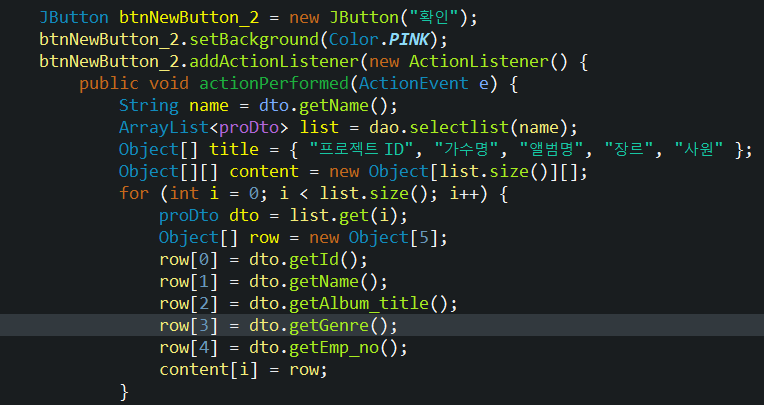 JButton btnNewButton_2 = new JButton("확인");
btnNewButton_2.setBackground(Color.PINK);
btnNewButton_2.addActionListener(new ActionListener() {
public void actionPerformed(ActionEvent e) {
String name = dto.getName();
ArrayList<proDto> list = dao.selectlist(name);
Object[] title = { "프로젝트 ID", "가수명", "앨범명", "장르", "사원" };
Object[][] content = new Object[list.size()][];
for (int i = 0; i < list.size(); i++) {
proDto dto = list.get(i);
Object[] row = new Object[5];
row[0] = dto.getId();
row[1] = dto.getName();
row[2] = dto.getAlbum_title();
row[3] = dto.getGenre();
row[4] = dto.getEmp_no();
content[i] = row;
}